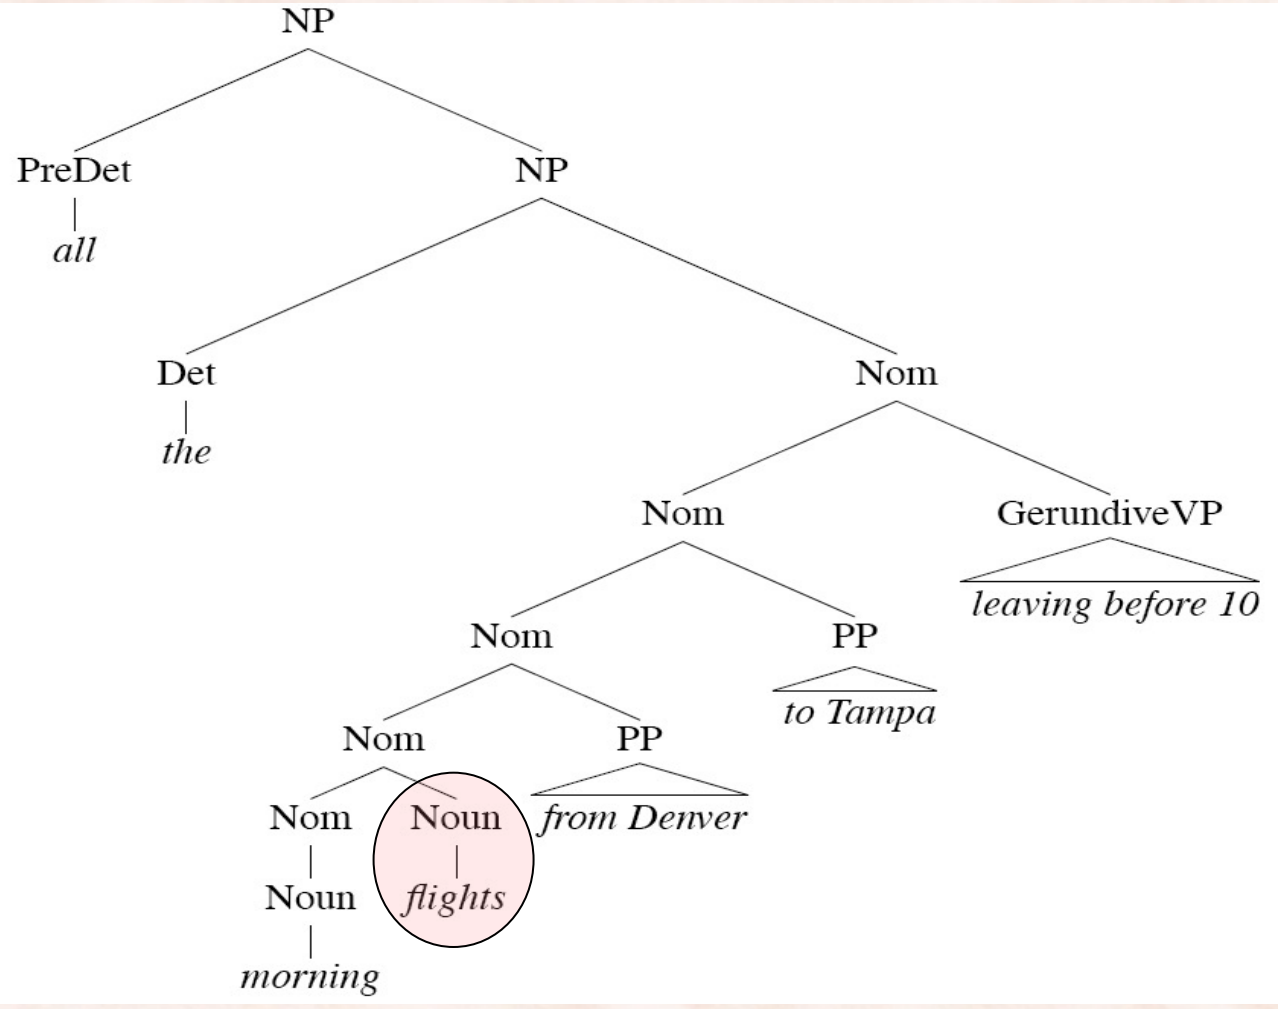 NP
PreDet NP
all
Det Nom
the
Nom GerundiveVP
leaving before 10
Nom PP
to Tampa
Nom PP
Nom Noun from Denver
Noun flights
morning